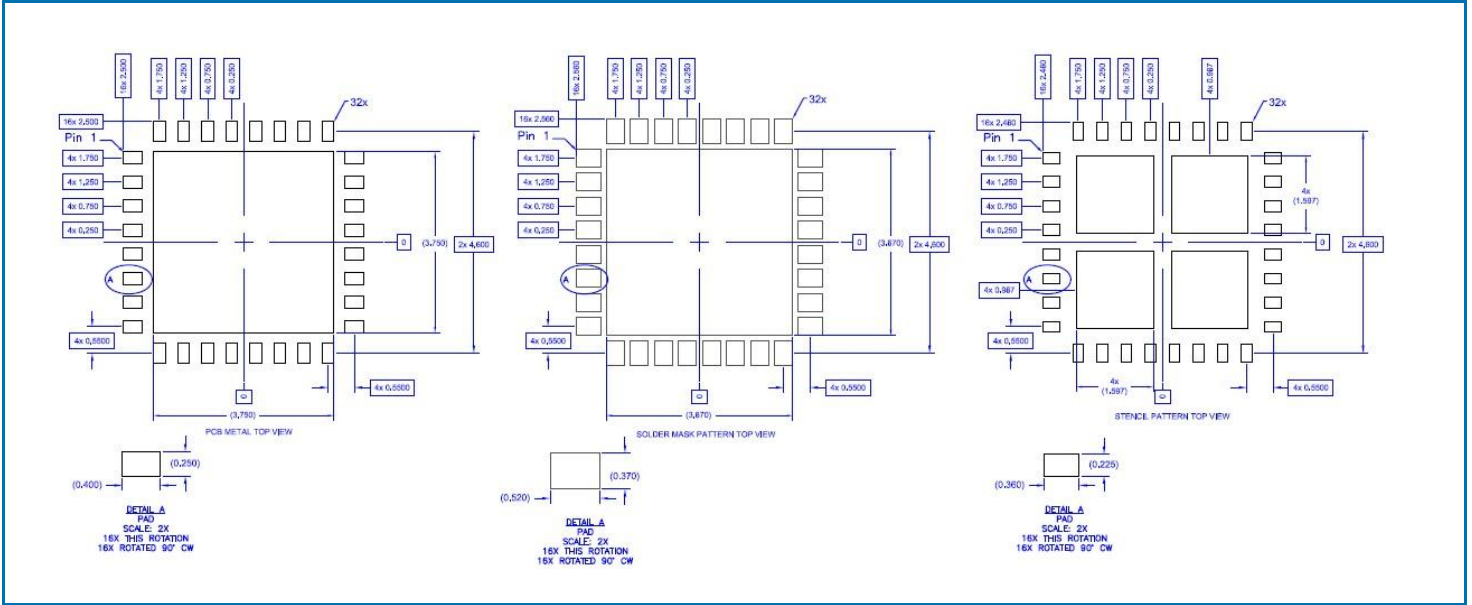 16x 2.500
4x 1.750
4x 1.250
4x 0.750
4x 0.250
32x
16x 2.500
Pin 1
4x 1.750
4x 1.250
4x 0.750
4x 0.250
0
(3.750)
2x 4.600
A
4x 0.5500
4x 0.5500
0
(3.750)
PCB METAL TOP VIEW
(0.250)
(0.400)
DETAIL A
PAD
SCALE: 2X
16X THIS ROTATION
16X ROTATED 90° CW
16x 2.560
4x 1.750
4x 1.250
4x 0.750
4x 0.250
32x
16x 2.560
Pin 1
4x 1.750
4x 1.250
4x 0.750
4x 0.250
0
(3.870)
2x 4.600
A
4x 0.5500
4x 0.5500
0
(3.870)
SOLDER MASK PATTERN TOP VIEW
(0.370)
(0.520)
DETAIL A
PAD
SCALE: 2X
16X THIS ROTATION
16X ROTATED 90° CW
16x 2.480
4x 1.750
4x 1.250
4x 0.750
4x 0.250
4x 0.987
32x
16x 2.480
Pin 1
4x 1.750
4x 1.250
4x 0.750
4x 0.250
4x
(1.597)
0
2x 4.600
A
4x 0.987
4x 0.5500
4x 0.5500
4x
(1.597)
0
STENCIL PATTERN TOP VIEW
(0.225)
(0.360)
DETAIL A
PAD
SCALE: 2X
16X THIS ROTATION
16X ROTATED 90° CW